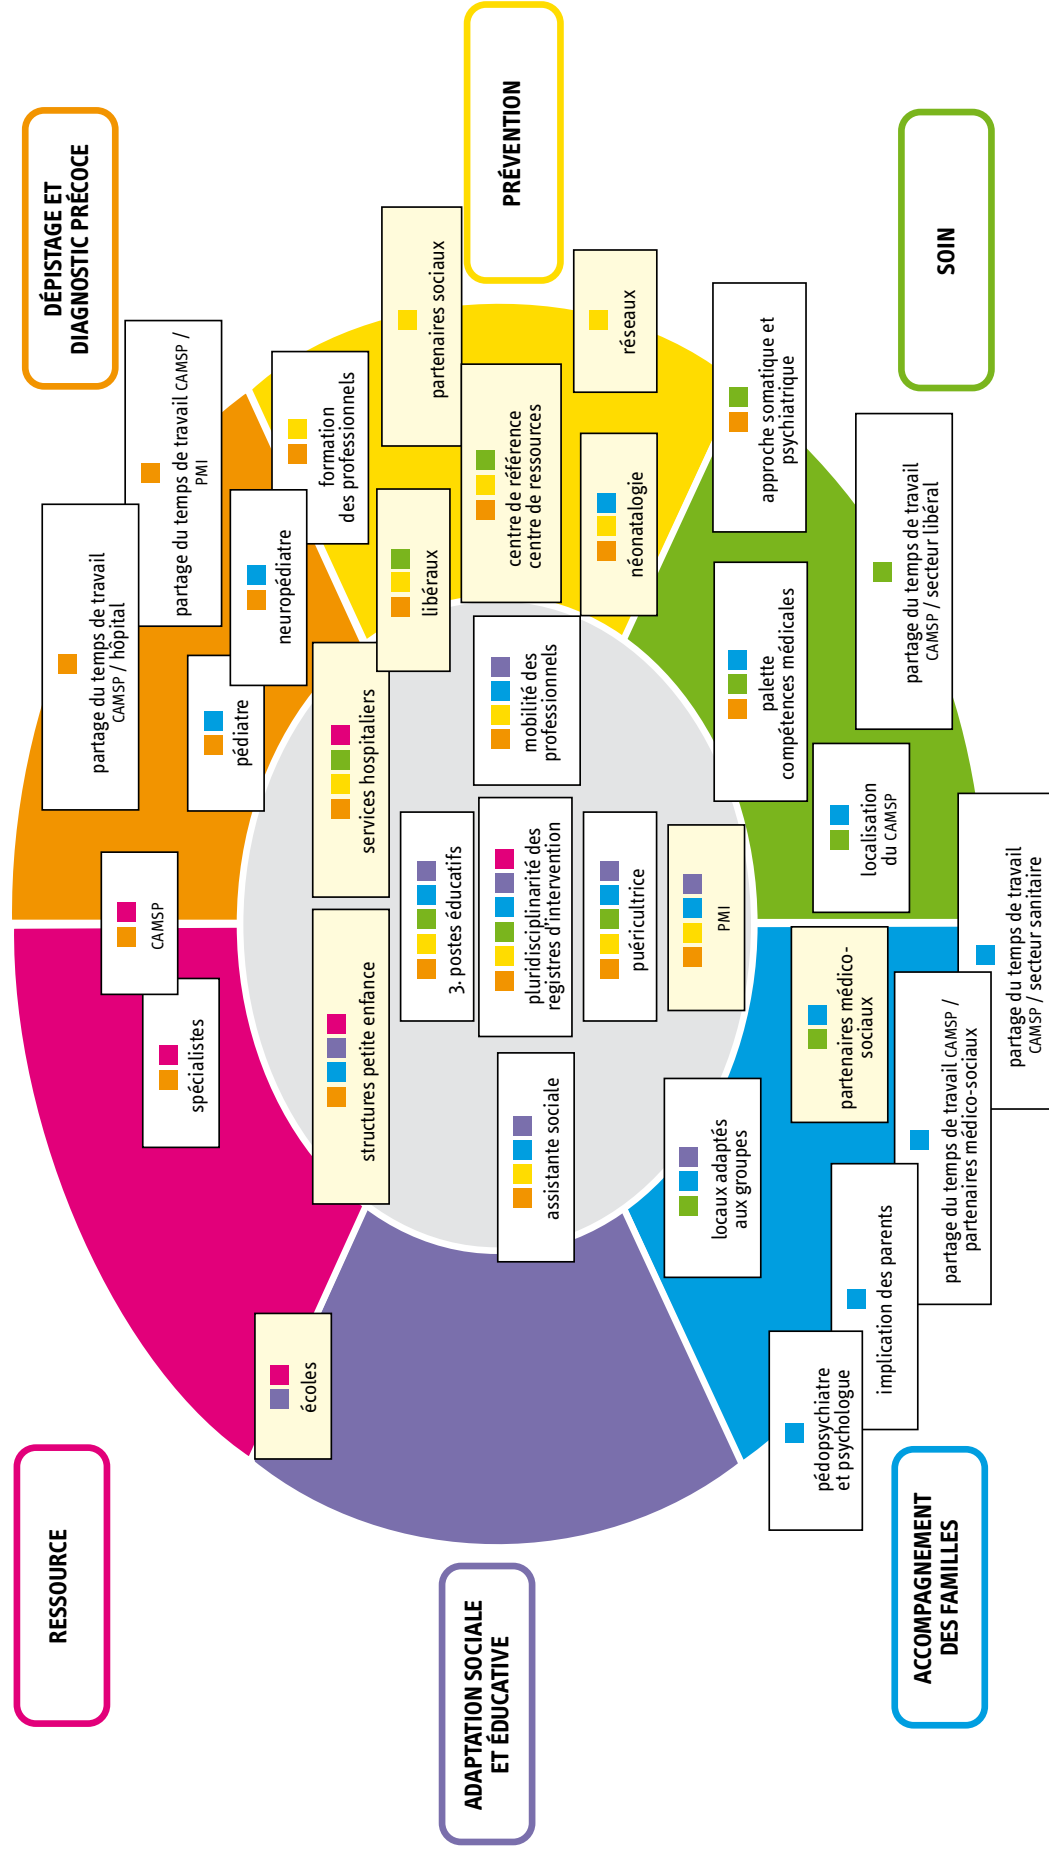 RESSOURCE
DÉPISTAGE ET
DIAGNOSTIC PRÉCOCE
ADAPTATION SOCIALE
ET ÉDUCATIVE
PRÉVENTION
ACCOMPAGNEMENT
DES FAMILLES
SOIN
partage du temps de travail
CAMSP / hôpital
partage du temps de travail CAMSP /
PMI
CAMSP
spécialistes
pédiatre
neuropédiatre
formation
des professionnels
écoles
structures petite enfance
services hospitaliers
libéraux
partenaires sociaux
3. postes éducatifs
centre de référence
centre de ressources
mobilité des
professionnels
pluridisciplinarité des
registres d'intervention
assistante sociale
puéricultrice
néonatalogie
réseaux
PMI
locaux adaptés
aux groupes
palette
compétences médicales
approche somatique et
psychiatrique
partenaires médico-
sociaux
localisation
du CAMSP
partage du temps de travail
CAMSP / secteur libéral
pédopsychiatre
et psychologue
implication des parents
partage du temps de travail CAMSP /
partenaires médico-sociaux
partage du temps de travail
CAMSP / secteur sanitaire